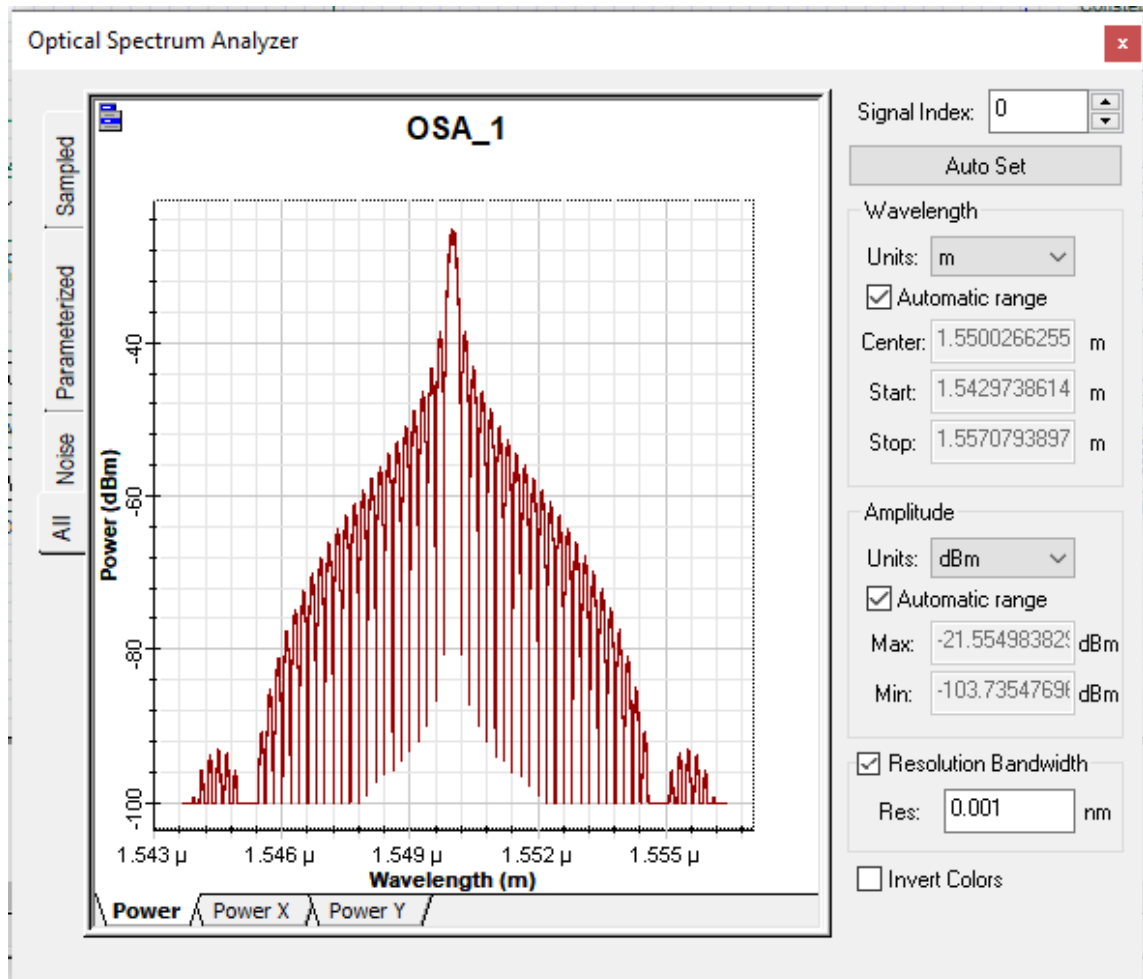 Optical Spectrum Analyzer
x
OSA_1
Sampled
Parameterized
Noise
All
Power (dBm)
-40
-60
-80
-100
1.543 µ 1.546 µ 1.549 µ 1.552 µ 1.555 µ
Wavelength (m)
Power Power X Power Y
Signal Index: 0
Auto Set
Wavelength
Units: m
Automatic range
Center: 1.5500266255 m
Start: 1.5429738614 m
Stop: 1.5570793897 m
Amplitude
Units: dBm
Automatic range
Max: -21.55498382 dBm
Min: -103.7354769 dBm
Resolution Bandwidth
Res: 0.001 nm
Invert Colors